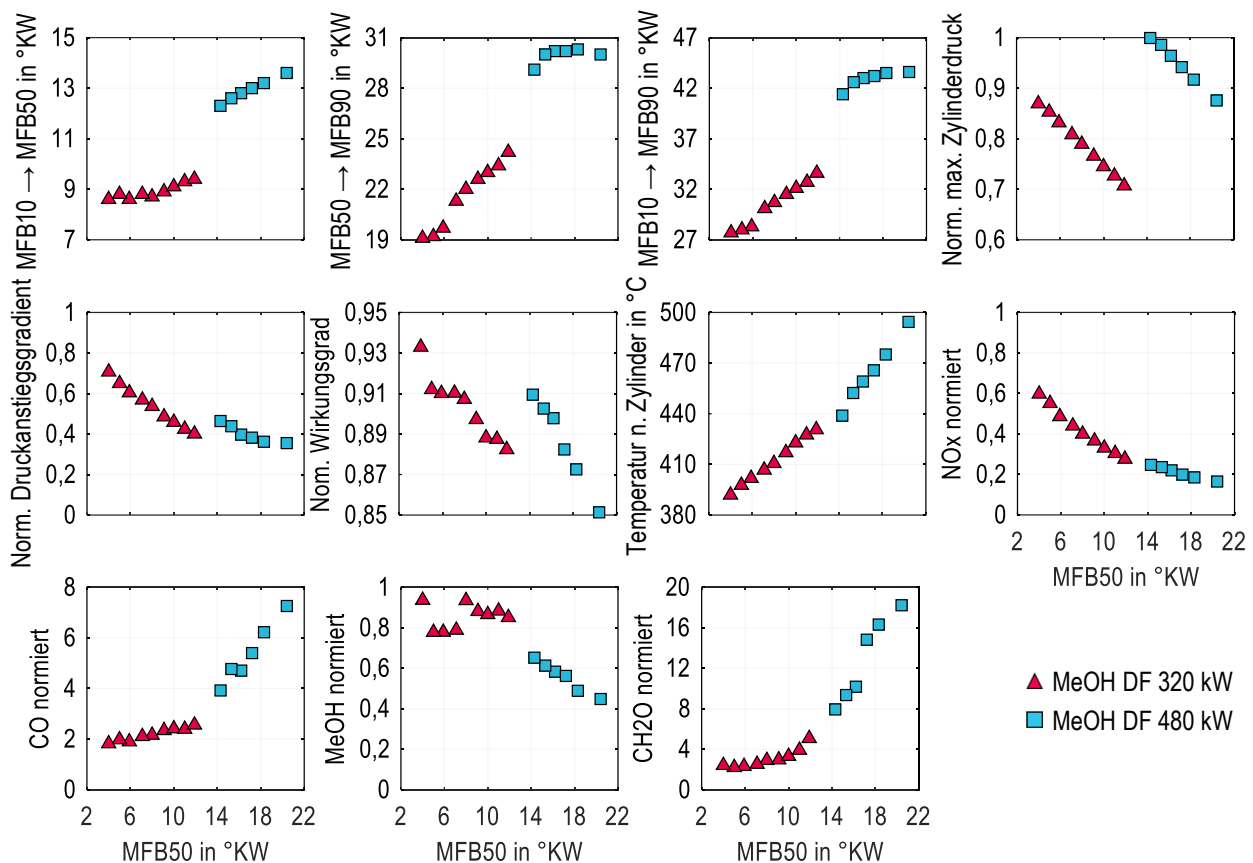 MFB10 → MFB50 in °KW
15
13
11
9
7
MFB50 → MFB90 in °KW
31
28
25
22
19
MFB10 → MFB90 in °KW
47
42
37
32
27
Norm. max. Zylinderdruck
1
0,9
0,8
0,7
0,6
Norm. Druckanstiegsgradient
1
0,8
0,6
0,4
0,2
0
Nom. Wirkungsgrad
0,95
0,93
0,91
0,89
0,87
0,85
Temperatur n. Zylinder in °C
500
470
440
410
380
NOx normiert
1
0,8
0,6
0,4
0,2
0
2 6 10 14 18 22
MFB50 in °KW
CO normiert
8
6
4
2
0
2 6 10 14 18 22
MFB50 in °KW
MeOH normiert
1
0,8
0,6
0,4
0,2
0
2 6 10 14 18 22
MFB50 in °KW
CH2O normiert
20
16
12
8
4
0
2 6 10 14 18 22
MFB50 in °KW
MeOH DF 320 kW
MeOH DF 480 kW